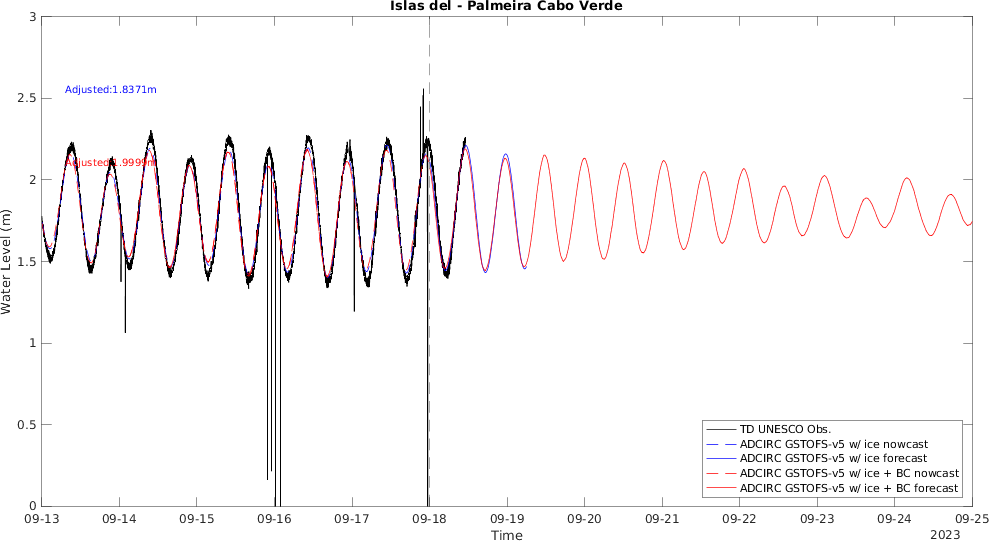 Islas del - Palmeira Cabo Verde
3
2.5
2
1.5
1
0.5
0
Water Level (m)
Adjusted:1.8371m
Adjusted:1.9999m
TD UNESCO Obs.
ADCIRC GSTOFS-v5 w/ ice nowcast
ADCIRC GSTOFS-v5 w/ ice forecast
ADCIRC GSTOFS-v5 w/ ice + BC nowcast
ADCIRC GSTOFS-v5 w/ ice + BC forecast
09-13 09-14 09-15 09-16 09-17 09-18 09-19 09-20 09-21 09-22 09-23 09-24 09-25
Time
2023